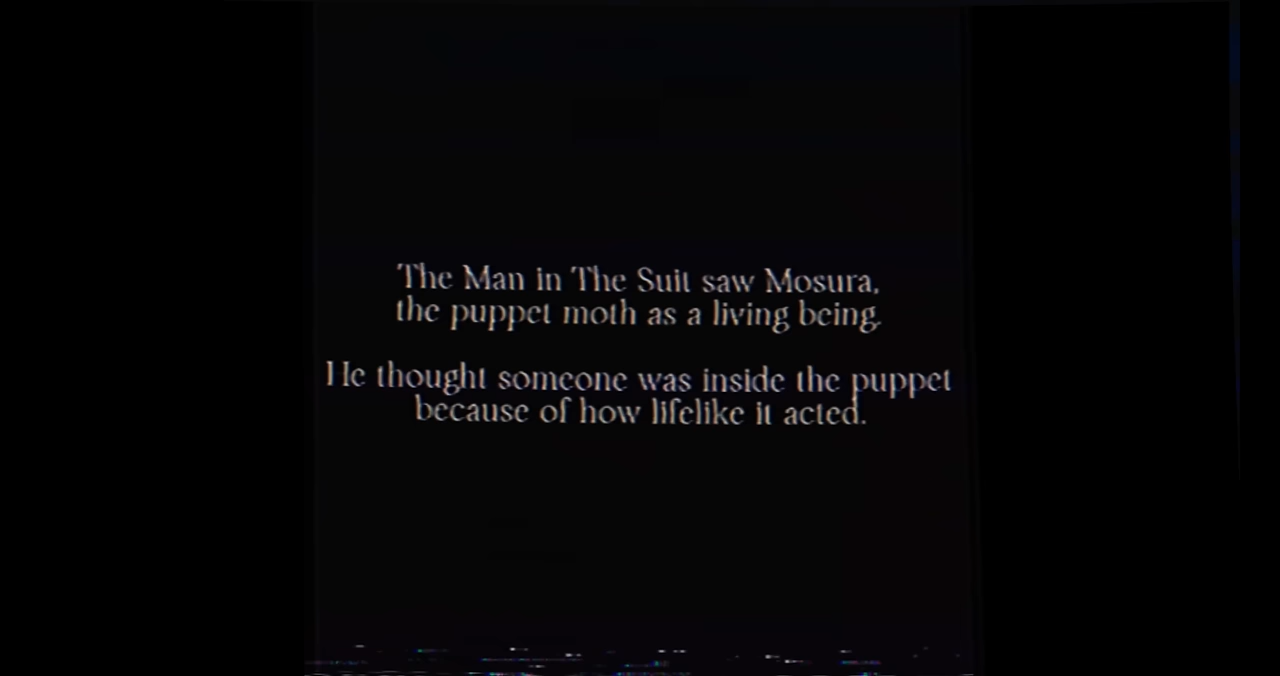 The Man in The Suit saw Mosura,
the puppet moth as a living being.
He thought someone was inside the puppet
because of how lifelike it acted.